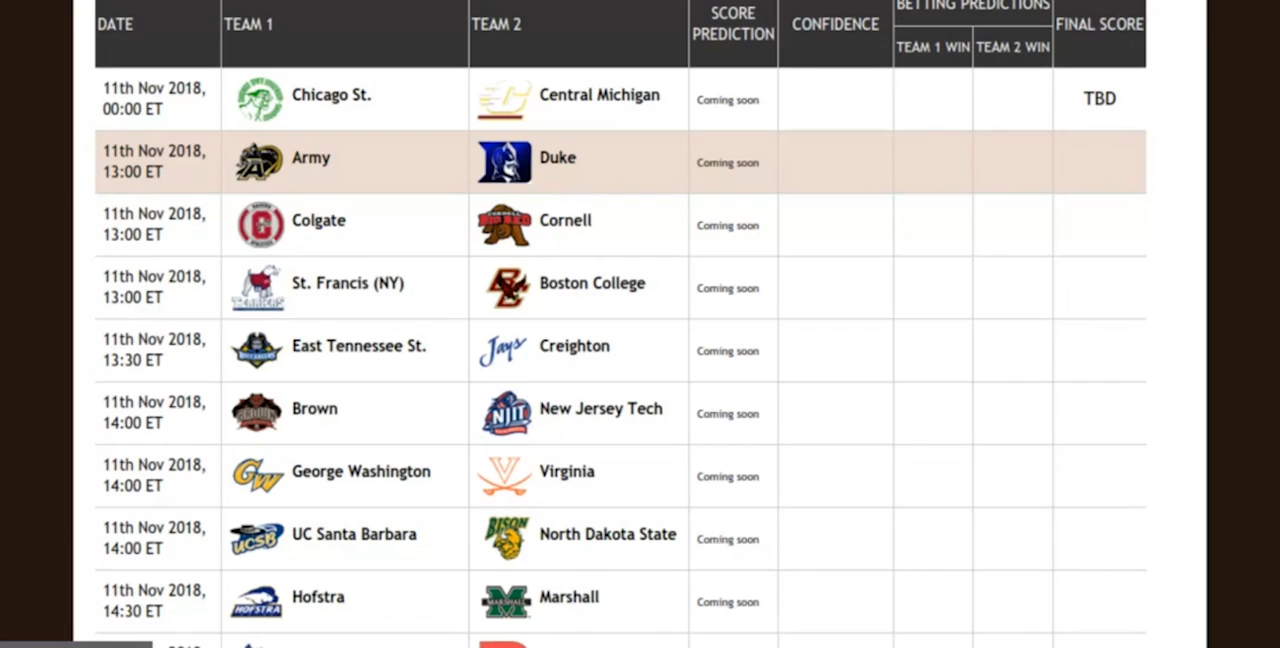 BETTING PREDICTIONS
DATE
TEAM 1
TEAM 2
SCORE
PREDICTION
CONFIDENCE
TEAM 1 WIN
TEAM 2 WIN
FINAL SCORE
11th Nov 2018,
00:00 ET
Chicago St.
Central Michigan
Coming soon
TBD
11th Nov 2018,
13:00 ET
Army
Duke
Coming soon
11th Nov 2018,
13:00 ET
Colgate
Cornell
Coming soon
11th Nov 2018,
13:00 ET
TERRIERS
St. Francis (NY)
Boston College
Coming soon
11th Nov 2018,
13:30 ET
East Tennessee St.
Jays
Creighton
Coming soon
11th Nov 2018,
14:00 ET
BROWN
Brown
NJIT
New Jersey Tech
Coming soon
11th Nov 2018,
14:00 ET
GW
George Washington
Virginia
Coming soon
11th Nov 2018,
14:00 ET
UCSB
UC Santa Barbara
BISON
North Dakota State
Coming soon
11th Nov 2018,
14:30 ET
HOFSTRA
Hofstra
MARSHALL
Marshall
Coming soon